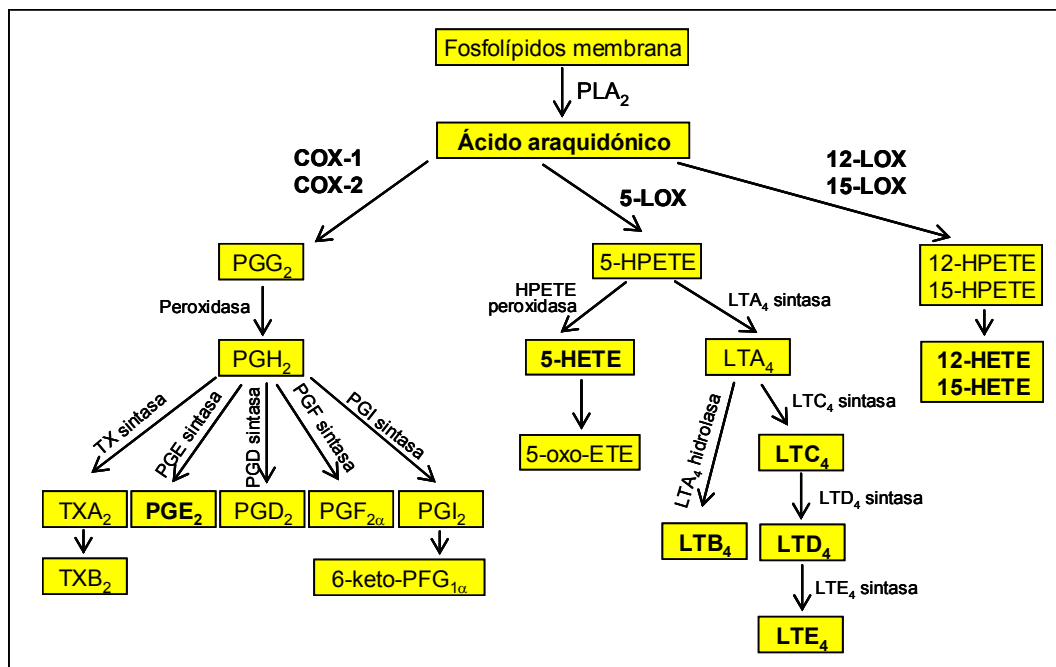 Fosfolípidos membrana
PLA₂
Ácido araquidónico
COX-1
COX-2
5-LOX
12-LOX
15-LOX
PGG₂
5-HPETE
12-HPETE
15-HPETE
Peroxidasa
HPETE
peroxidasa
LTA₄ sintasa
PGH₂
5-HETE
LTA₄
12-HETE
15-HETE
TX sintasa
PGE sintasa
PGD sintasa
PGF sintasa
PGI sintasa
LTA₄ hidrolasa
LTC₄ sintasa
5-oxo-ETE
LTC₄
LTD₄ sintasa
TXA₂
PGE₂
PGD₂
PGF₂α
PGI₂
LTB₄
LTD₄
TXB₂
6-keto-PFG₁α
LTE₄ sintasa
LTE₄